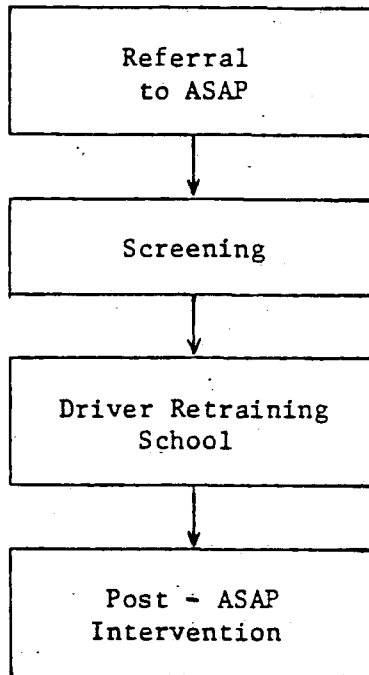 Referral
to ASAP
Screening
Driver Retraining
School
Post - ASAP
Intervention